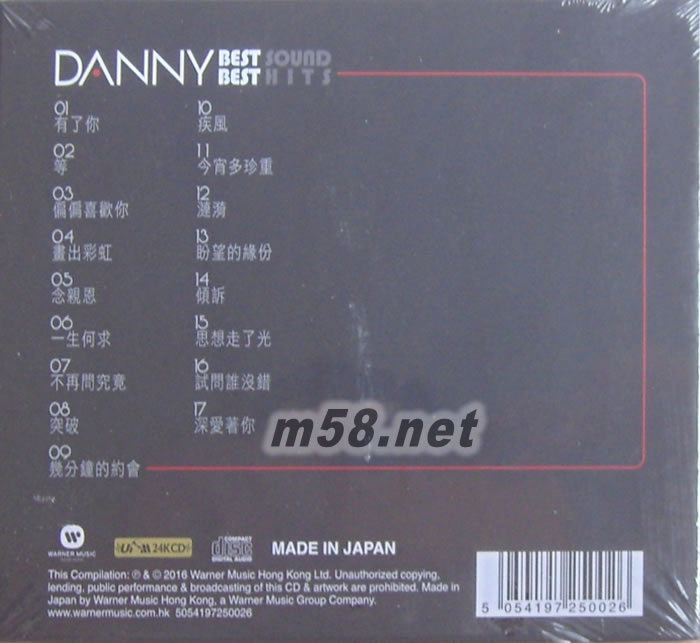 DANNY BEST SOUND
BEST HITS
01
有了你
02
等
03
偏偏喜歡你
04
畫出彩虹
05
念親恩
06
一生何求
07
不再問究竟
08
突破
09
幾分鐘的約會
10
疾風
11
今宵多珍重
12
漣漪
13
盼望的緣份
14
傾訴
15
思想走了光
16
試問誰沒錯
17
深愛著你
m58.net
WARNER MUSIC
24KCD
COMPACT
disc
DIGITAL AUDIO
MADE IN JAPAN
This Compilation: ℗ & © 2016 Warner Music Hong Kong Ltd. Unauthorized copying,
lending, public performance & broadcasting of this CD & artwork are prohibited. Made in
Japan by Warner Music Hong Kong, a Warner Music Group Company.
www.warnermusic.com.hk 5054197250026
5 054197 250026